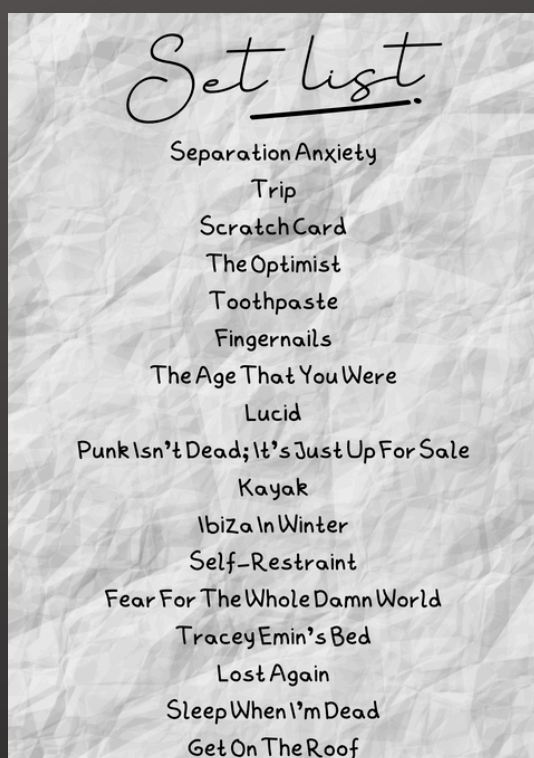 Set list
Separation Anxiety
Trip
Scratch Card
The Optimist
Toothpaste
Fingernails
The Age That You Were
Lucid
Punk Isn't Dead; It's Just Up For Sale
Kayak
Ibiza In Winter
Self-Restraint
Fear For The Whole Damn World
Tracey Emin's Bed
Lost Again
Sleep When I'm Dead
Get On The Roof